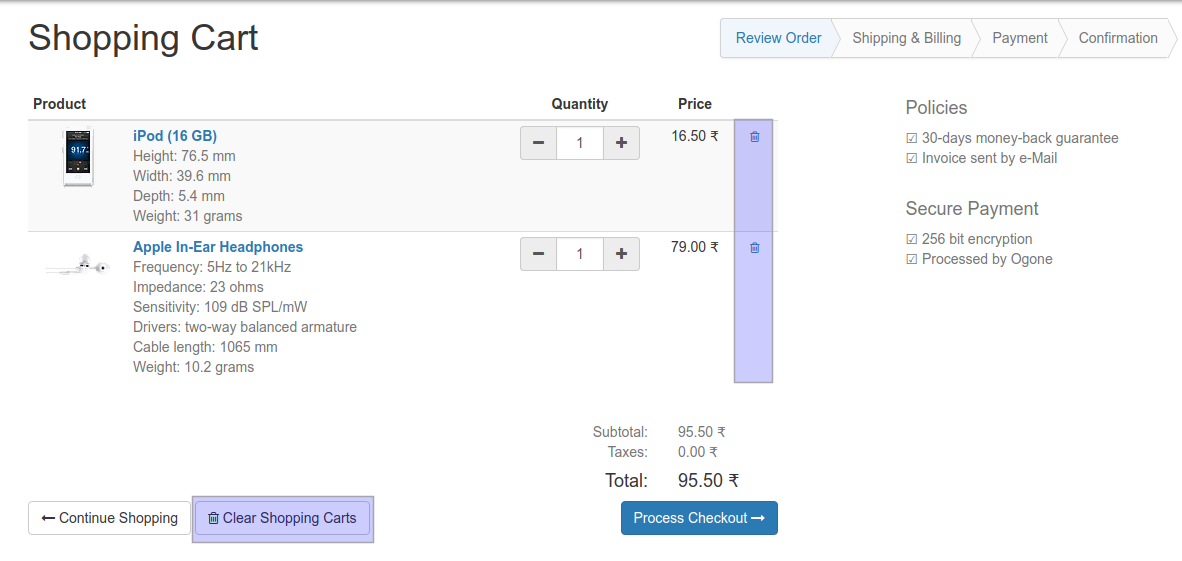 Shopping Cart
Review Order
Shipping & Billing
Payment
Confirmation
Product Quantity Price
iPod (16 GB)
Height: 76.5 mm
Width: 39.6 mm
Depth: 5.4 mm
Weight: 31 grams
1
16.50 ₹
91.7
Apple In-Ear Headphones
Frequency: 5Hz to 21kHz
Impedance: 23 ohms
Sensitivity: 109 dB SPL/mW
Drivers: two-way balanced armature
Cable length: 1065 mm
Weight: 10.2 grams
1
79.00 ₹
Subtotal: 95.50 ₹
Taxes: 0.00 ₹
Total: 95.50 ₹
Continue Shopping
Clear Shopping Carts
Process Checkout
Policies
30-days money-back guarantee
Invoice sent by e-Mail
Secure Payment
256 bit encryption
Processed by Ogone